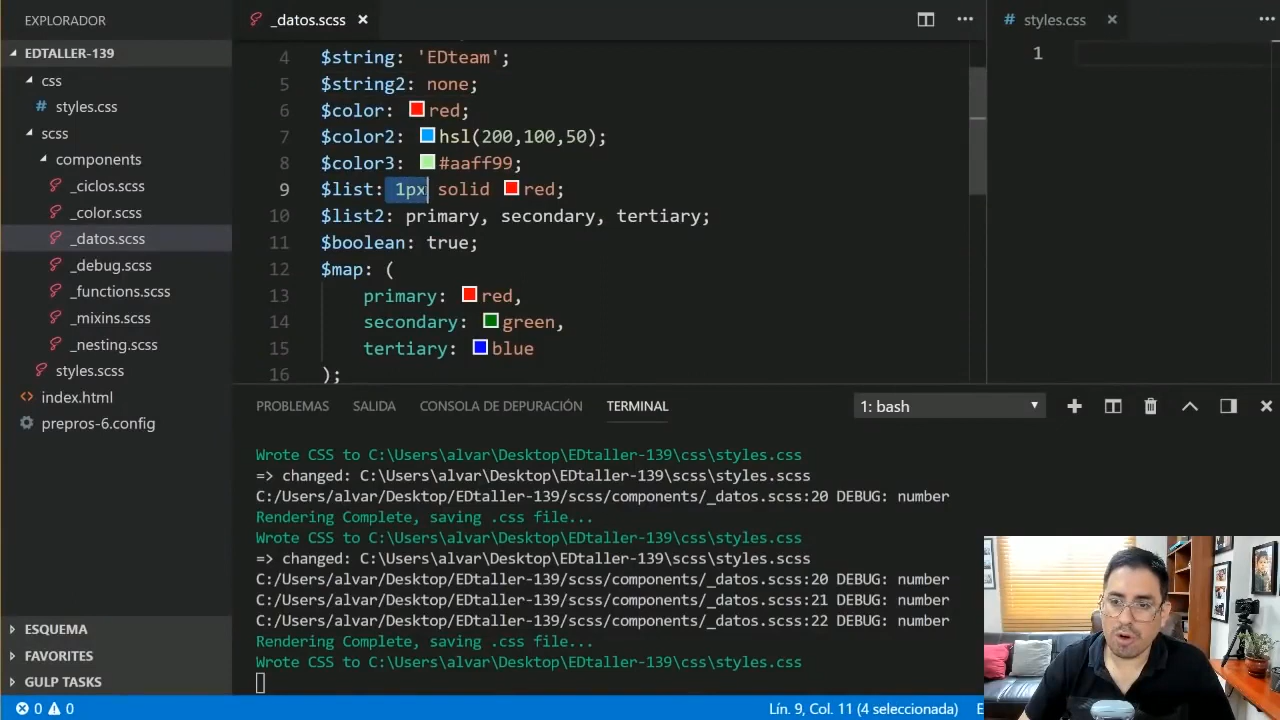 EXPLORADOR
EDTALLER-139
css
# styles.css
scss
components
_ciclos.scss
_color.scss
_datos.scss
_debug.scss
_functions.scss
_mixins.scss
_nesting.scss
styles.scss
index.html
prepros-6.config
ESQUEMA
FAVORITES
GULP TASKS
_datos.scss ×
4 $string: 'EDteam';
5 $string2: none;
6 $color: red;
7 $color2: hsl(200,100,50);
8 $color3: #aaff99;
9 $list: 1px solid red;
10 $list2: primary, secondary, tertiary;
11 $boolean: true;
12 $map: (
13 primary: red,
14 secondary: green,
15 tertiary: blue
16 );
# styles.css ×
1
PROBLEMAS SALIDA CONSOLA DE DEPURACIÓN TERMINAL 1: bash
Wrote CSS to C:\Users\alvar\Desktop\EDtaller-139\scss\styles.css
=> changed: C:\Users\alvar\Desktop\EDtaller-139\scss\styles.scss
C:/Users/alvar/Desktop/EDtaller-139/scss/components/_datos.scss:20 DEBUG: number
Rendering Complete, saving .css file...
Wrote CSS to C:\Users\alvar\Desktop\EDtaller-139\scss\styles.css
=> changed: C:\Users\alvar\Desktop\EDtaller-139\scss\styles.scss
C:/Users/alvar/Desktop/EDtaller-139/scss/components/_datos.scss:20 DEBUG: number
C:/Users/alvar/Desktop/EDtaller-139/scss/components/_datos.scss:21 DEBUG: number
C:/Users/alvar/Desktop/EDtaller-139/scss/components/_datos.scss:22 DEBUG: number
Rendering Complete, saving .css file...
Wrote CSS to C:\Users\alvar\Desktop\EDtaller-139\scss\styles.css
0 0 Lín. 9, Col. 11 (4 seleccionada)